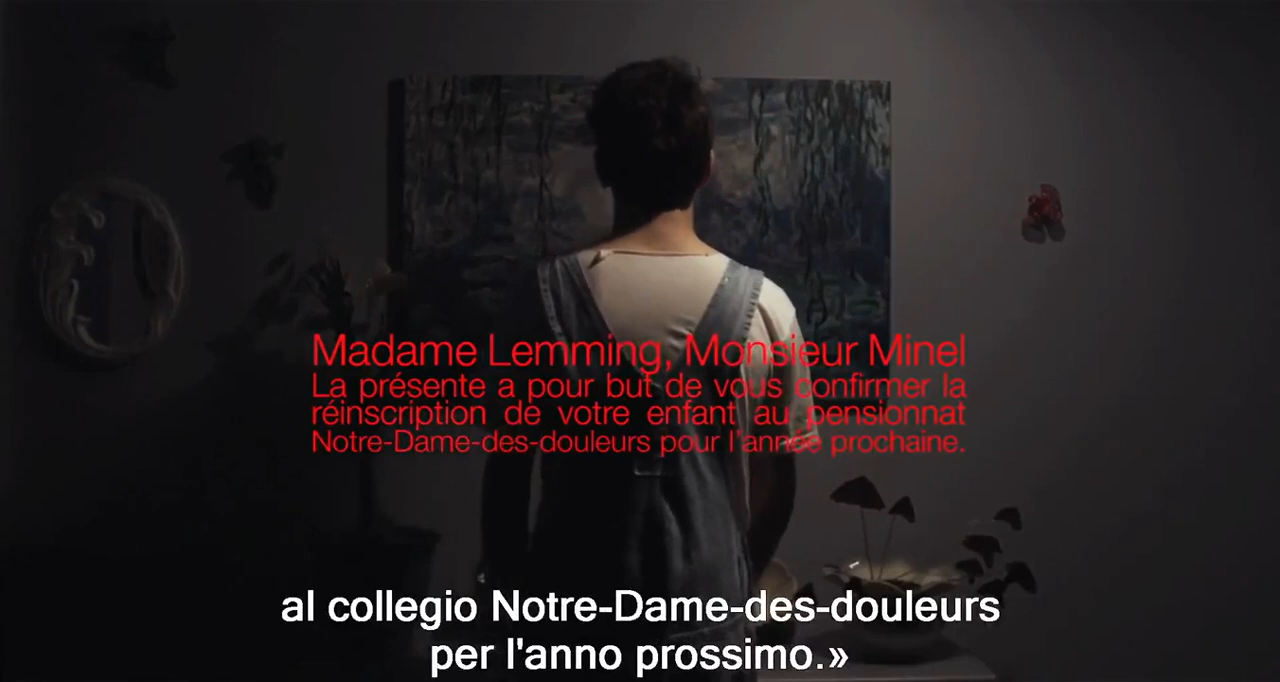 Madame Lemming, Monsieur Minel
La présente a pour but de vous confirmer la
réinscription de votre enfant au pensionnat
Notre-Dame-des-douleurs pour l'année prochaine.
al collegio Notre-Dame-des-douleurs
per l'anno prossimo.»